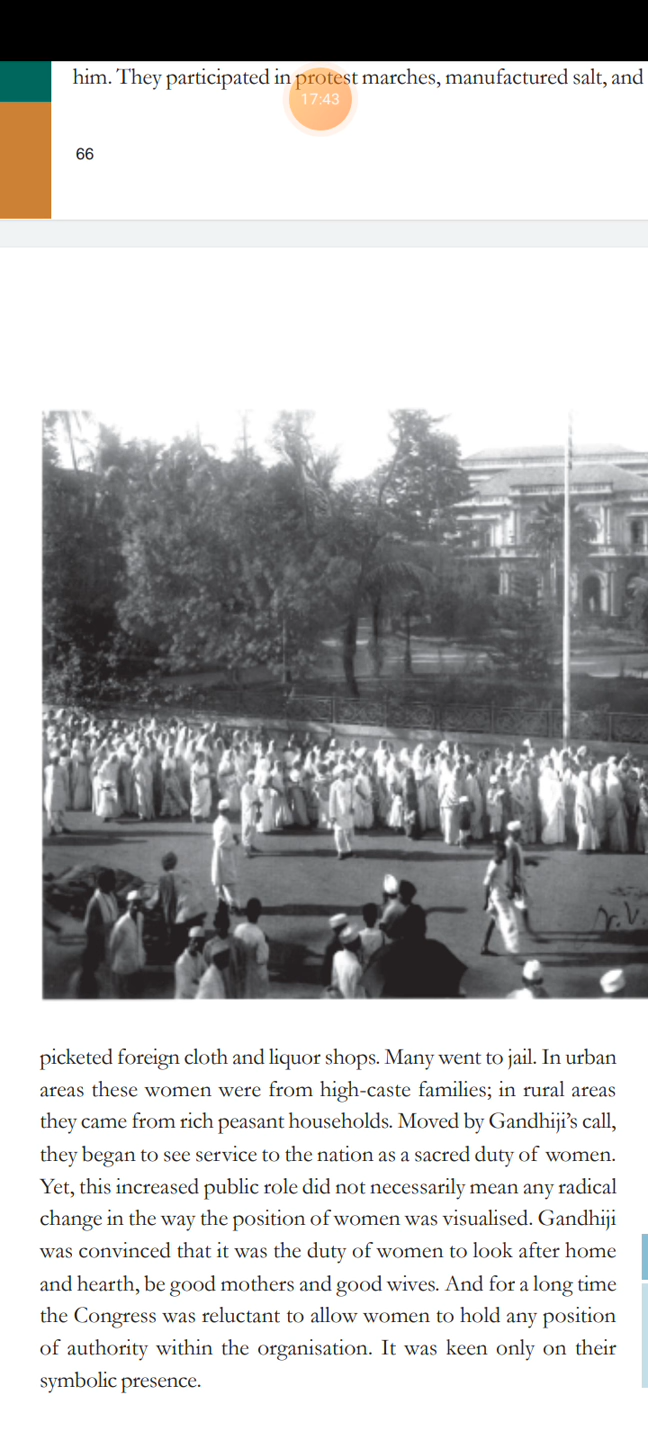 him. They participated in protest marches, manufactured salt, and
17:43
66
N.V.
picketed foreign cloth and liquor shops. Many went to jail. In urban
areas these women were from high-caste families; in rural areas
they came from rich peasant households. Moved by Gandhiji’s call,
they began to see service to the nation as a sacred duty of women.
Yet, this increased public role did not necessarily mean any radical
change in the way the position of women was visualised. Gandhiji
was convinced that it was the duty of women to look after home
and hearth, be good mothers and good wives. And for a long time
the Congress was reluctant to allow women to hold any position
of authority within the organisation. It was keen only on their
symbolic presence.